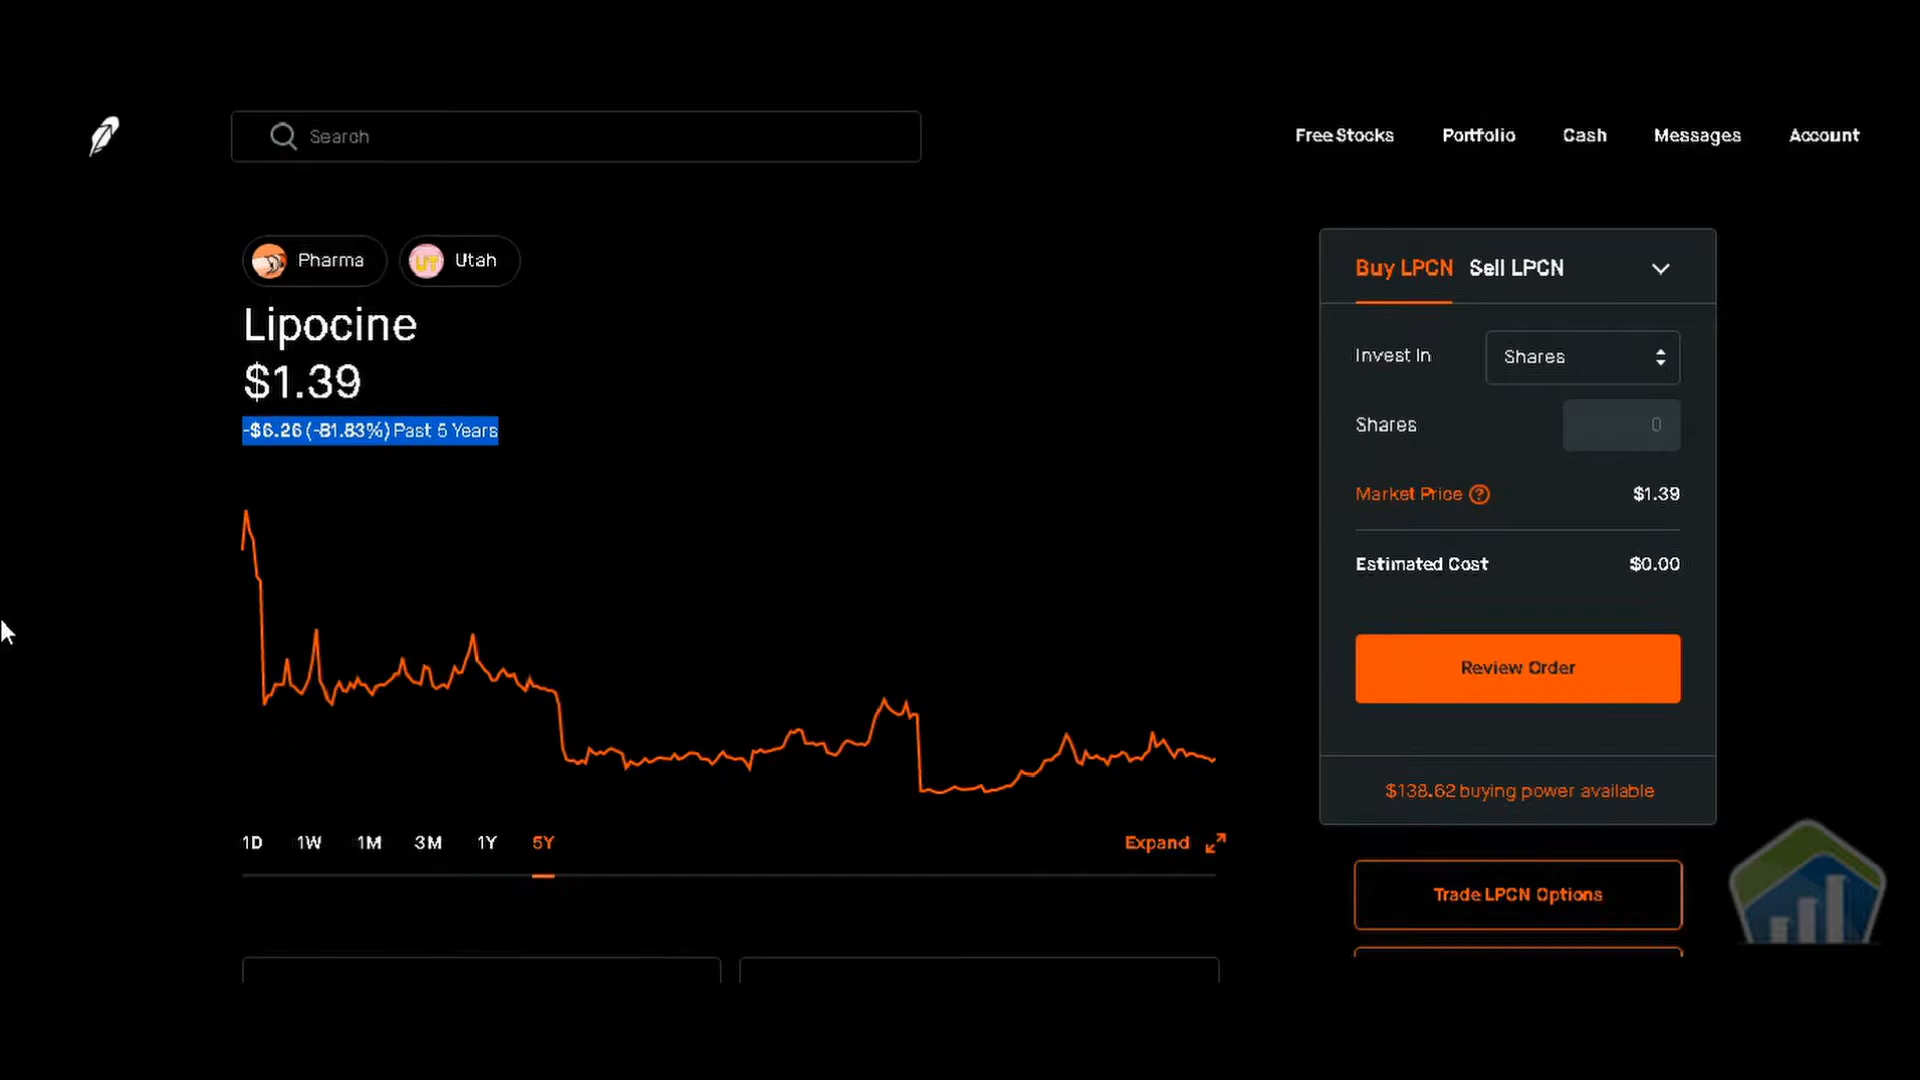 Search
Free Stocks
Portfolio
Cash
Messages
Account
Pharma
UT
Utah
Lipocine
$1.39
-$6.26 (-81.83%) Past 5 Years
1D
1W
1M
3M
1Y
5Y
Expand
Buy LPCN
Sell LPCN
Invest In
Shares
Shares
0
Market Price ?
$1.39
Estimated Cost
$0.00
Review Order
$138.62 buying power available
Trade LPCN Options